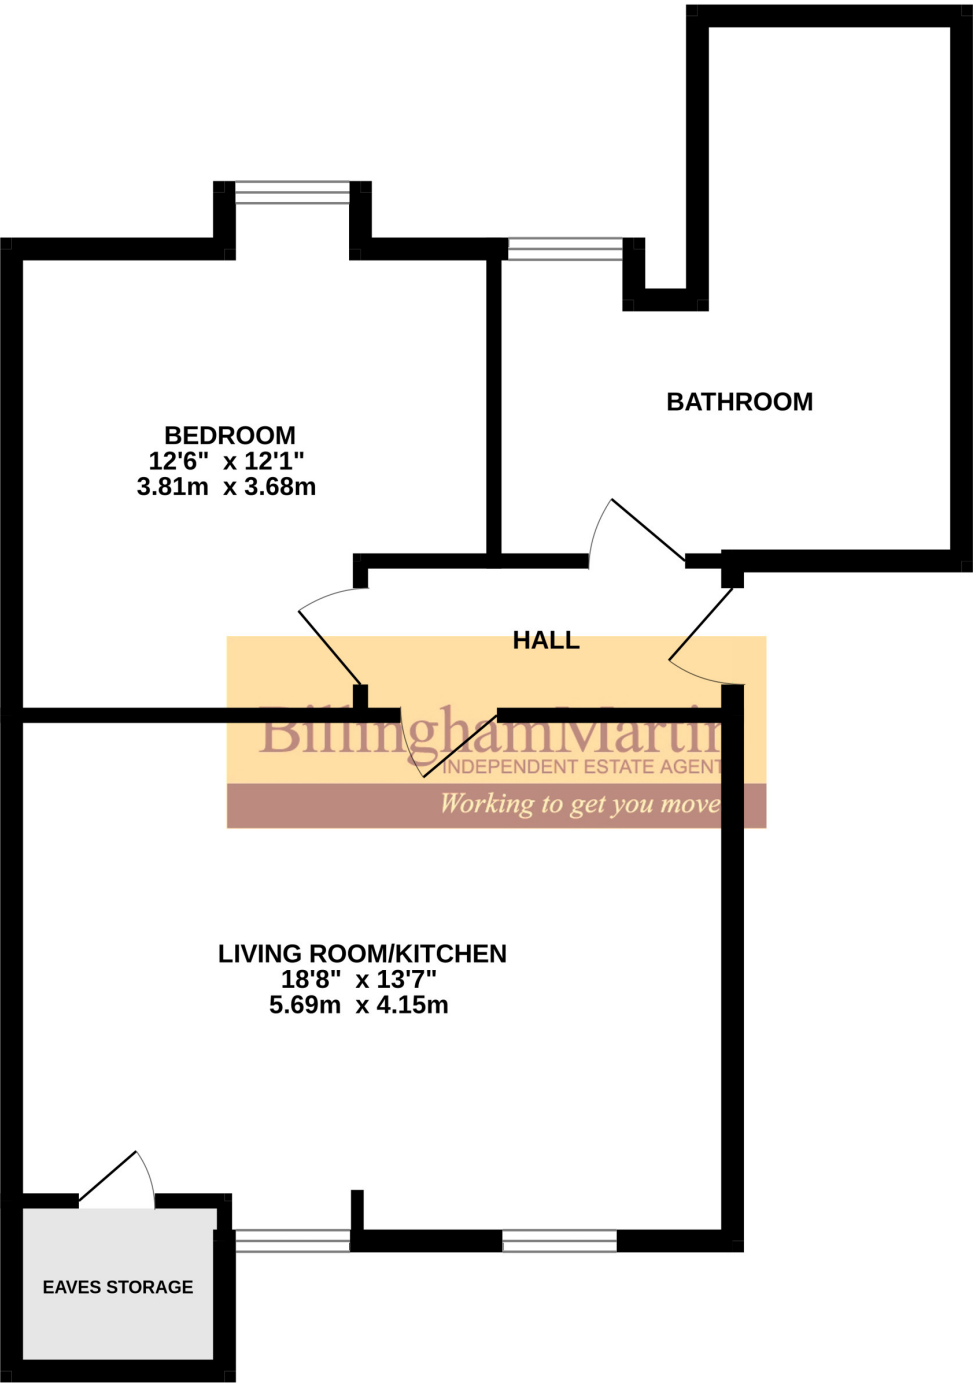 BATHROOM
BEDROOM
12'6" x 12'1"
3.81m x 3.68m
HALL
BillinghamMartin
INDEPENDENT ESTATE AGENT
Working to get you move
LIVING ROOM/KITCHEN
18'8" x 13'7"
5.69m x 4.15m
EAVES STORAGE